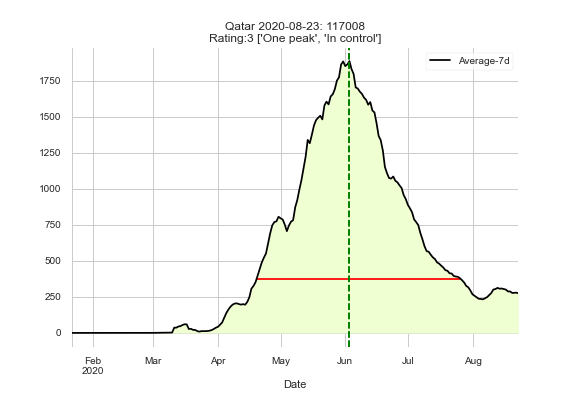 Qatar 2020-08-23: 117008
Rating:3 ['One peak', 'In control']
Average-7d
1750
1500
1250
1000
750
500
250
0
Feb Mar Apr May Jun Jul Aug
2020
Date